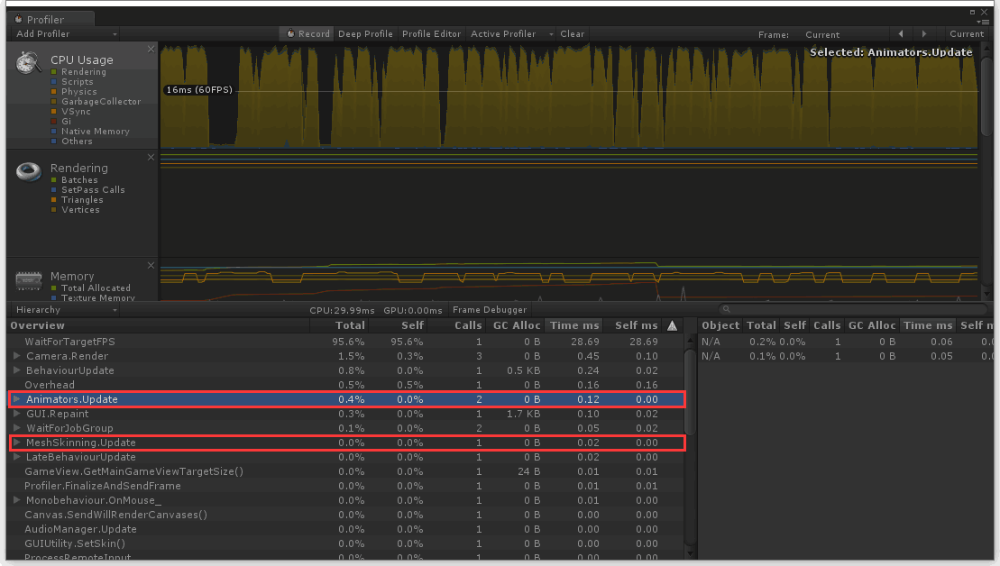 Profiler
Add Profiler Record Deep Profile Profile Editor Active Profiler Clear Frame: Current Current
CPU Usage
Rendering
Scripts
Physics
GarbageCollector
VSync
Gi
Native Memory
Others
Selected: Animators.Update
16ms (60FPS)
Rendering
Batches
SetPass Calls
Triangles
Vertices
Memory
Total Allocated
Texture Memory
Hierarchy CPU:29.99ms GPU:0.00ms Frame Debugger
Overview Total Self Calls GC Alloc Time ms Self ms Object Total Self Calls GC Alloc Time ms Self m
WaitForTargetFPS 95.6% 95.6% 1 0 B 28.69 28.69 N/A 0.2% 0.0% 1 0 B 0.06
Camera.Render 1.5% 0.3% 3 0 B 0.45 0.10 N/A 0.1% 0.0% 1 0 B 0.05
BehaviourUpdate 0.8% 0.0% 1 0.5 KB 0.24 0.02
Overhead 0.5% 0.5% 1 0 B 0.16 0.16
Animators.Update 0.4% 0.0% 2 0 B 0.12 0.00
GUI.Repaint 0.3% 0.0% 1 1.7 KB 0.10 0.02
WaitForJobGroup 0.1% 0.0% 2 0 B 0.05 0.02
MeshSkinning.Update 0.0% 0.0% 1 0 B 0.02 0.00
LateBehaviourUpdate 0.0% 0.0% 1 0 B 0.02 0.00
GameView.GetMainGameViewTargetSize() 0.0% 0.0% 1 24 B 0.01 0.01
Profiler.FinalizeAndSendFrame 0.0% 0.0% 1 0 B 0.01 0.01
Monobehaviour.OnMouse_ 0.0% 0.0% 1 0 B 0.01 0.00
Canvas.SendWillRenderCanvases() 0.0% 0.0% 1 0 B 0.00 0.00
AudioManager.Update 0.0% 0.0% 1 0 B 0.00 0.00
GUIUtility.SetSkin() 0.0% 0.0% 1 0 B 0.00 0.00
ProcessRemoteInput 0.0% 0.0% 1 0 B 0.00 0.00